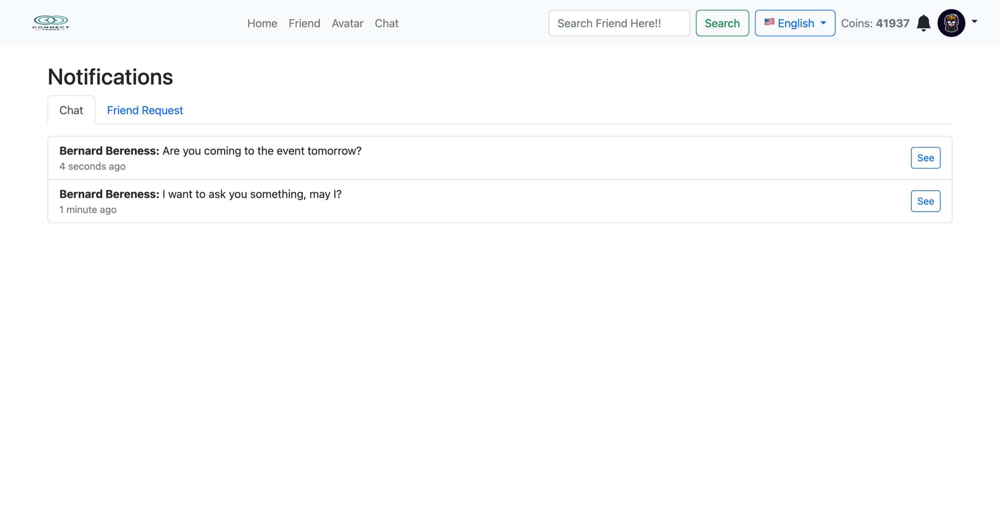 CONNECT
FRIEND
Home Friend Avatar Chat
Search Friend Here!! Search English Coins: 41937
Notifications
Chat Friend Request
Bernard Bereness: Are you coming to the event tomorrow?
4 seconds ago
See
Bernard Bereness: I want to ask you something, may I?
1 minute ago
See